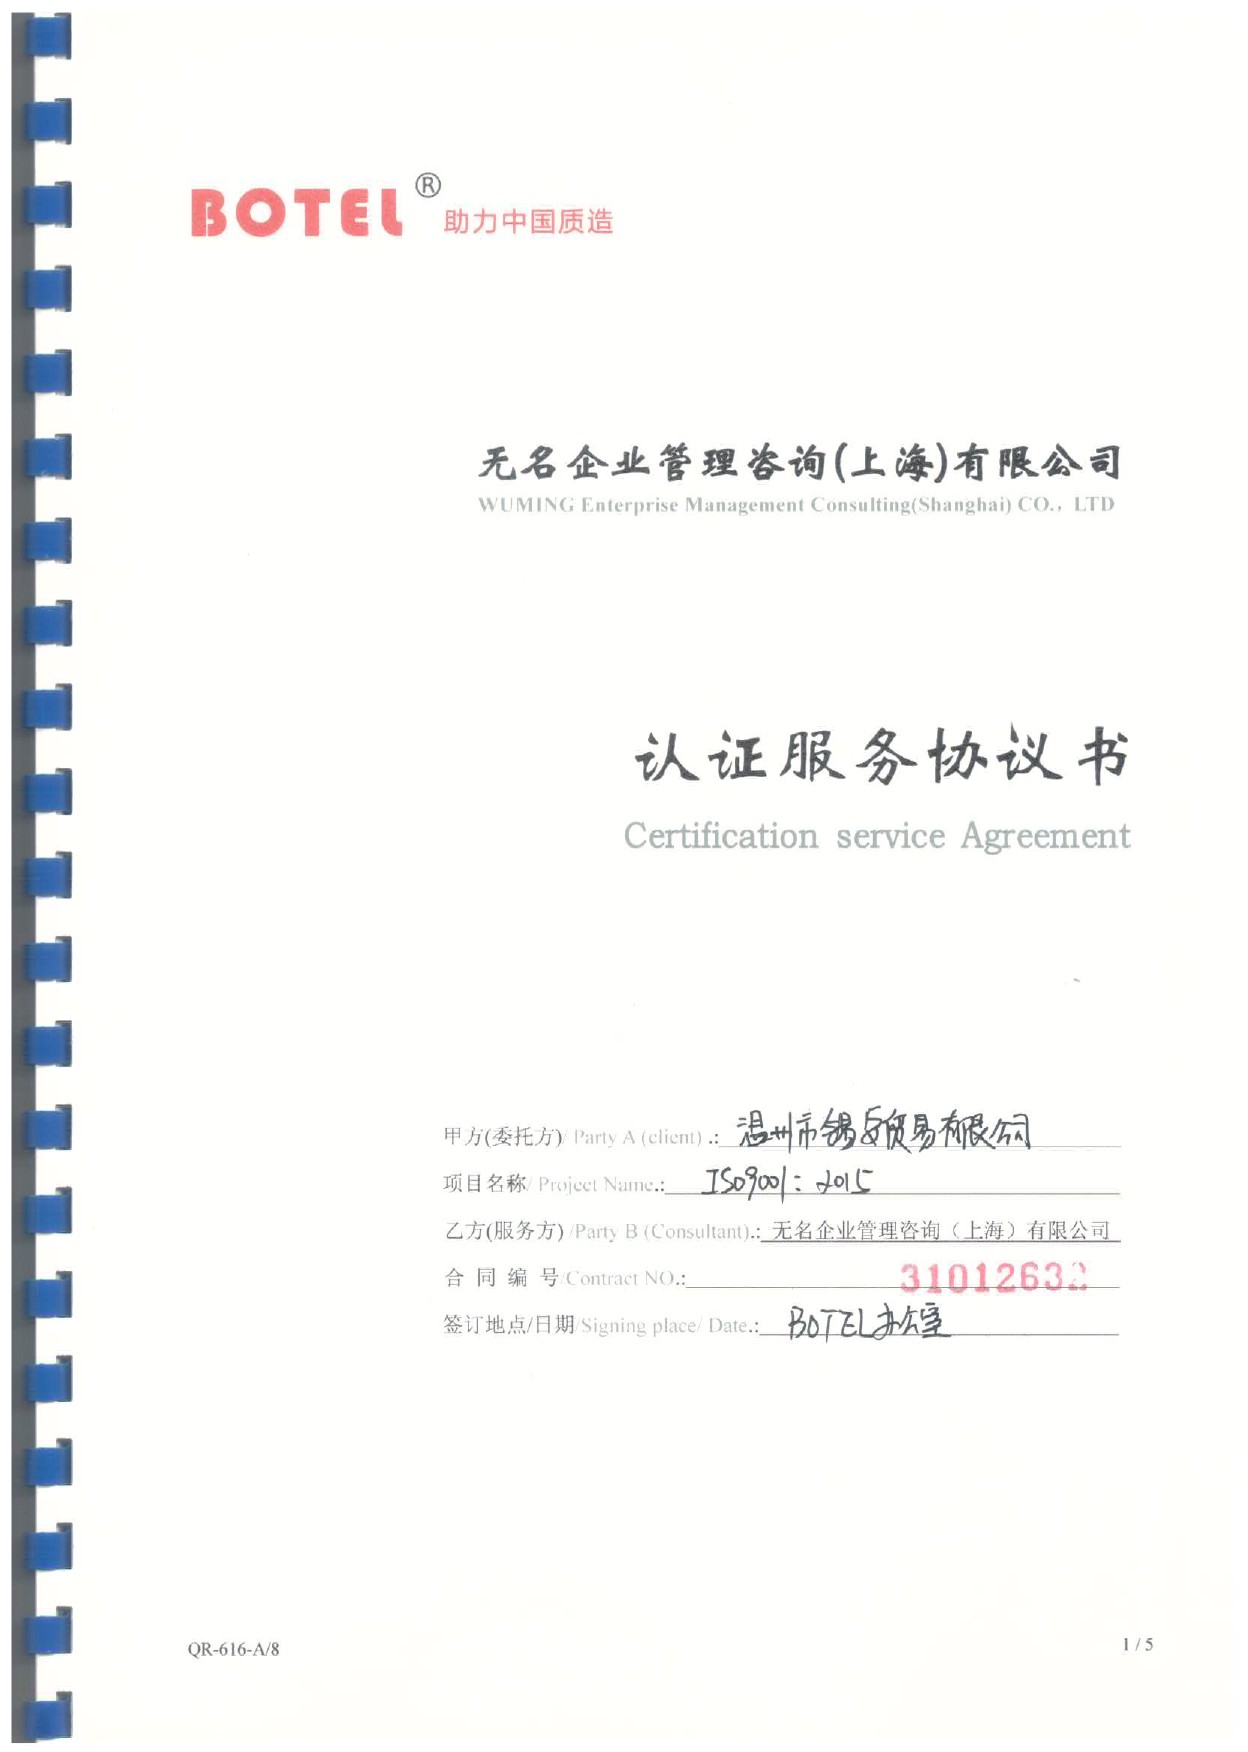 BOTEL® 助力中国质造
无名企业管理咨询(上海)有限公司
WUMING Enterprise Management Consulting(Shanghai) CO., LTD
认证服务协议书
Certification service Agreement
甲方(委托方)/ Party A (client) .: 温州市锡贸易有限公司
项目名称/ Project Name.: ISO9001: 2015
乙方(服务方) /Party B (Consultant).: 无名企业管理咨询（上海）有限公司
合 同 编 号/Contract NO.: 31012632
签订地点/日期/Signing place/ Date.: BOTEL办公室
QR-616-A/8
1 / 5